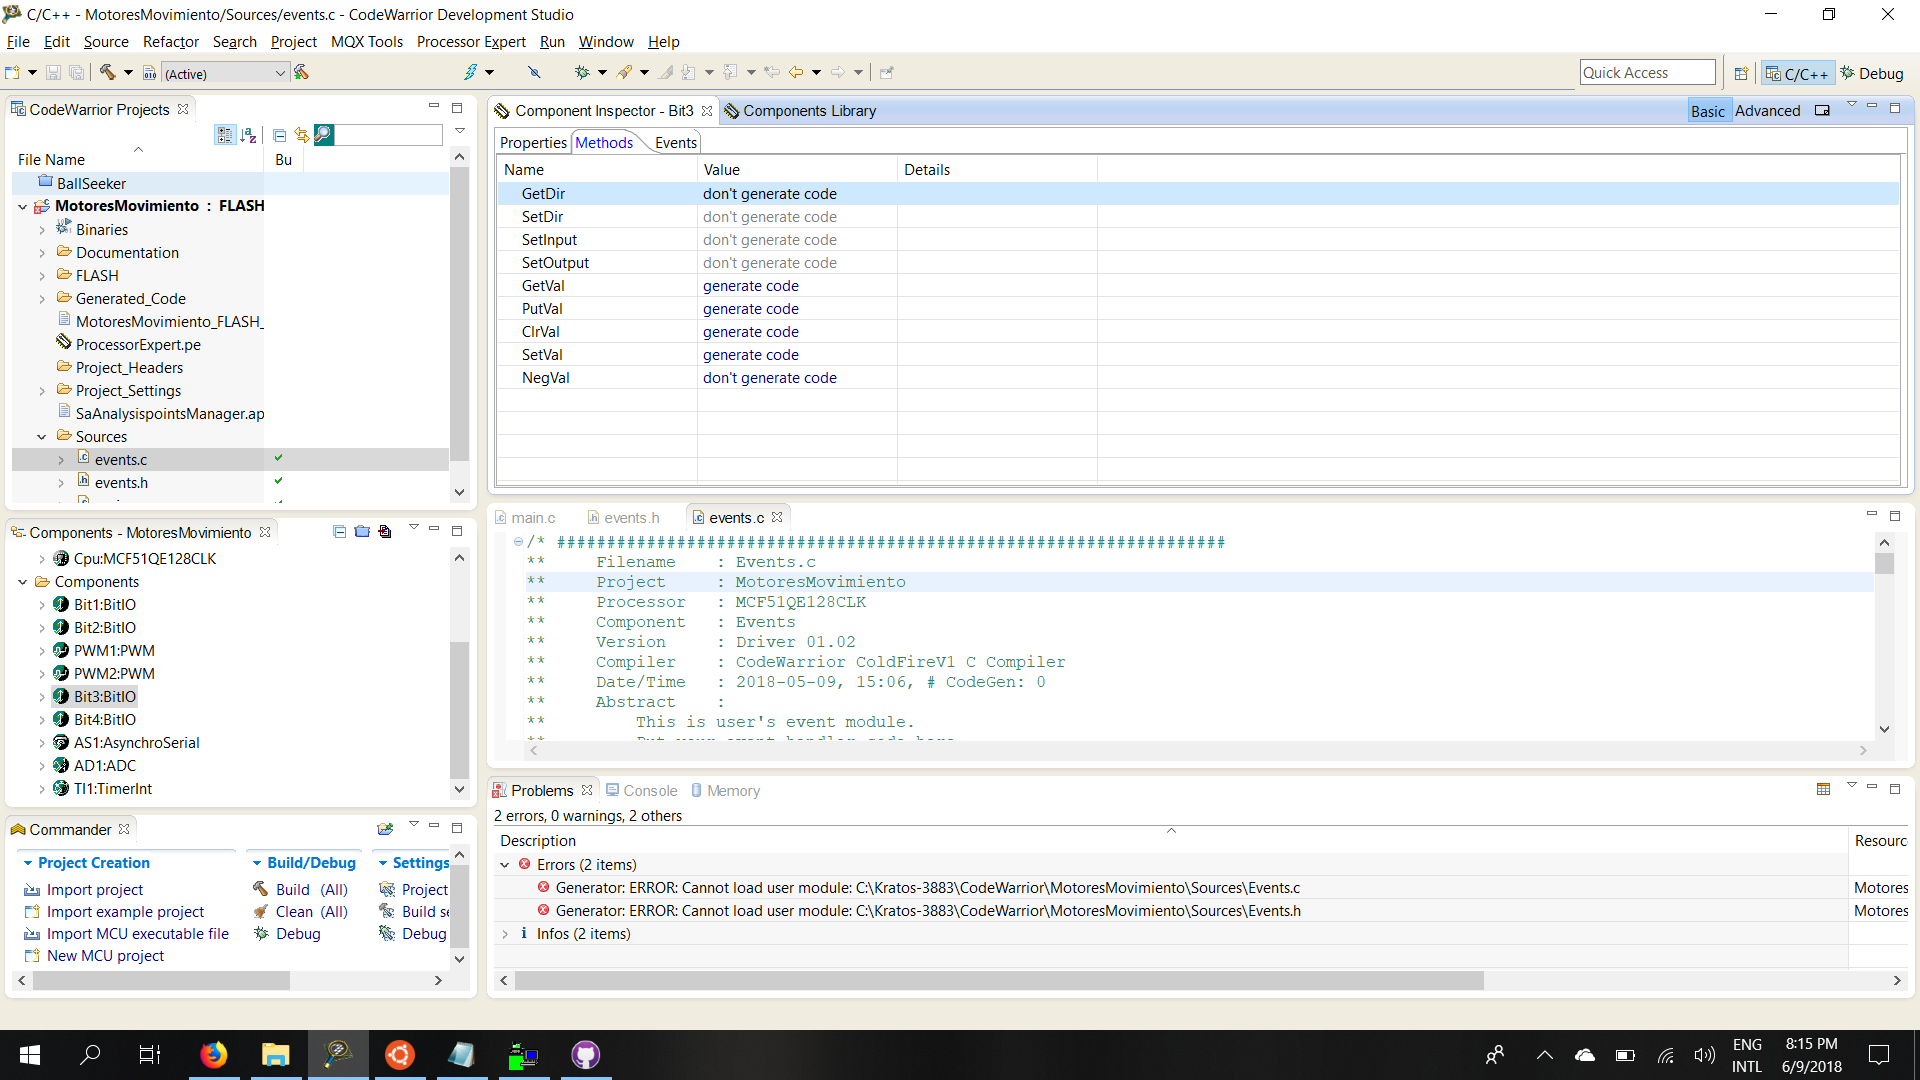 C/C++ - MotoresMovimiento/Sources/events.c - CodeWarrior Development Studio
File Edit Source Refactor Search Project MQX Tools Processor Expert Run Window Help
(Active)
Quick Access
C/C++
Debug
CodeWarrior Projects
File Name
Bu
BallSeeker
MotoresMovimiento : FLASH
Binaries
Documentation
FLASH
Generated_Code
MotoresMovimiento_FLASH_
ProcessorExpert.pe
Project_Headers
Project_Settings
SaAnalysispointsManager.ap
Sources
events.c
events.h
Component Inspector - Bit3
Components Library
Basic
Advanced
Properties Methods Events
Name Value Details
GetDir don't generate code
SetDir don't generate code
SetInput don't generate code
SetOutput don't generate code
GetVal generate code
PutVal generate code
ClrVal generate code
SetVal generate code
NegVal don't generate code
Components - MotoresMovimiento
Cpu:MCF51QE128CLK
Components
Bit1:BitIO
Bit2:BitIO
PWM1:PWM
PWM2:PWM
Bit3:BitIO
Bit4:BitIO
AS1:AsynchroSerial
AD1:ADC
TI1:TimerInt
main.c events.h events.c
/* ###################################################################
** Filename : Events.c
** Project : MotoresMovimiento
** Processor : MCF51QE128CLK
** Component : Events
** Version : Driver 01.02
** Compiler : CodeWarrior ColdFireV1 C Compiler
** Date/Time : 2018-05-09, 15:06, # CodeGen: 0
** Abstract :
** This is user's event module.
** Put your event handler code here.
Commander
Project Creation
Import project
Import example project
Import MCU executable file
New MCU project
Build/Debug
Build (All)
Clean (All)
Debug
Settings
Project
Build se
Debug
Problems Console Memory
2 errors, 0 warnings, 2 others
Description
Resourc
Errors (2 items)
Generator: ERROR: Cannot load user module: C:\Kratos-3883\CodeWarrior\MotoresMovimiento\Sources\Events.c
Motores
Generator: ERROR: Cannot load user module: C:\Kratos-3883\CodeWarrior\MotoresMovimiento\Sources\Events.h
Motores
Infos (2 items)
ENG
INTL
8:15 PM
6/9/2018